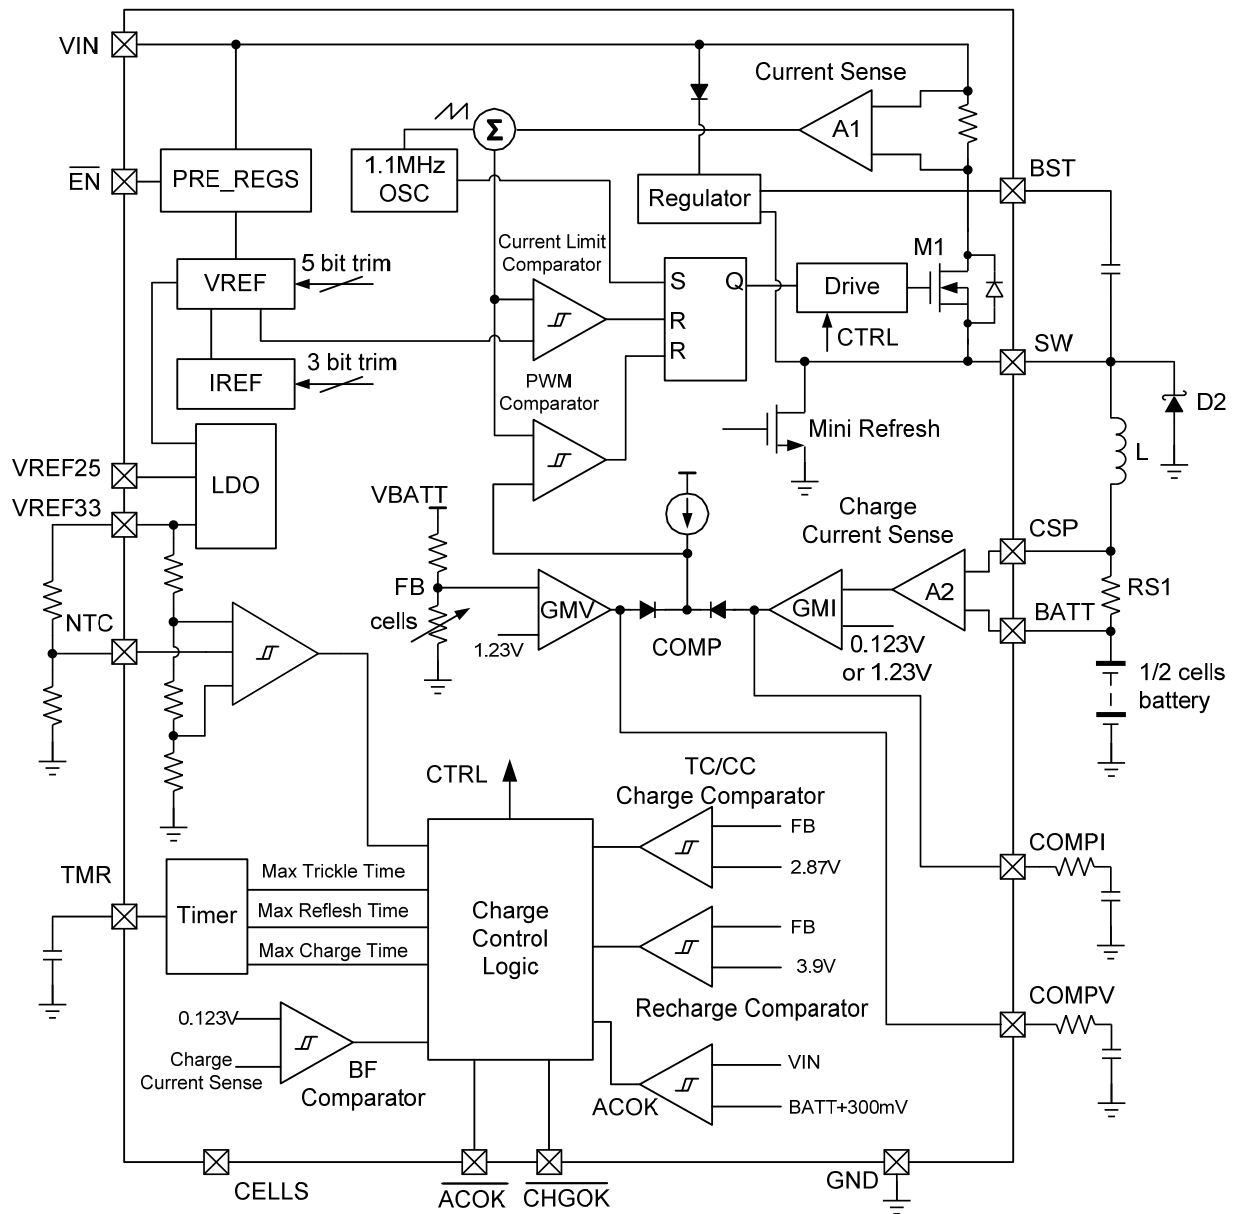 VIN
Current Sense
Σ
A1
1.1MHz
OSC
EN
PRE_REGS
BST
Regulator
Current Limit
Comparator
M1
5 bit trim
VREF
S
Q
Drive
R
CTRL
SW
R
3 bit trim
IREF
PWM
Comparator
D2
Mini Refresh
L
VREF25
LDO
VBATT
VREF33
Charge
Current Sense
CSP
FB
GMV
GMI
A2
RS1
cells
NTC
BATT
1.23V
COMP
0.123V
or 1.23V
1/2 cells
battery
CTRL
TC/CC
Charge Comparator
FB
2.87V
COMPI
TMR
Max Trickle Time
Timer
Max Reflesh Time
Max Charge Time
Charge
Control
Logic
FB
3.9V
Recharge Comparator
COMPV
0.123V
Charge
Current Sense
BF
Comparator
VIN
ACOK
BATT+300mV
CELLS
ACOK
CHGOK
GND